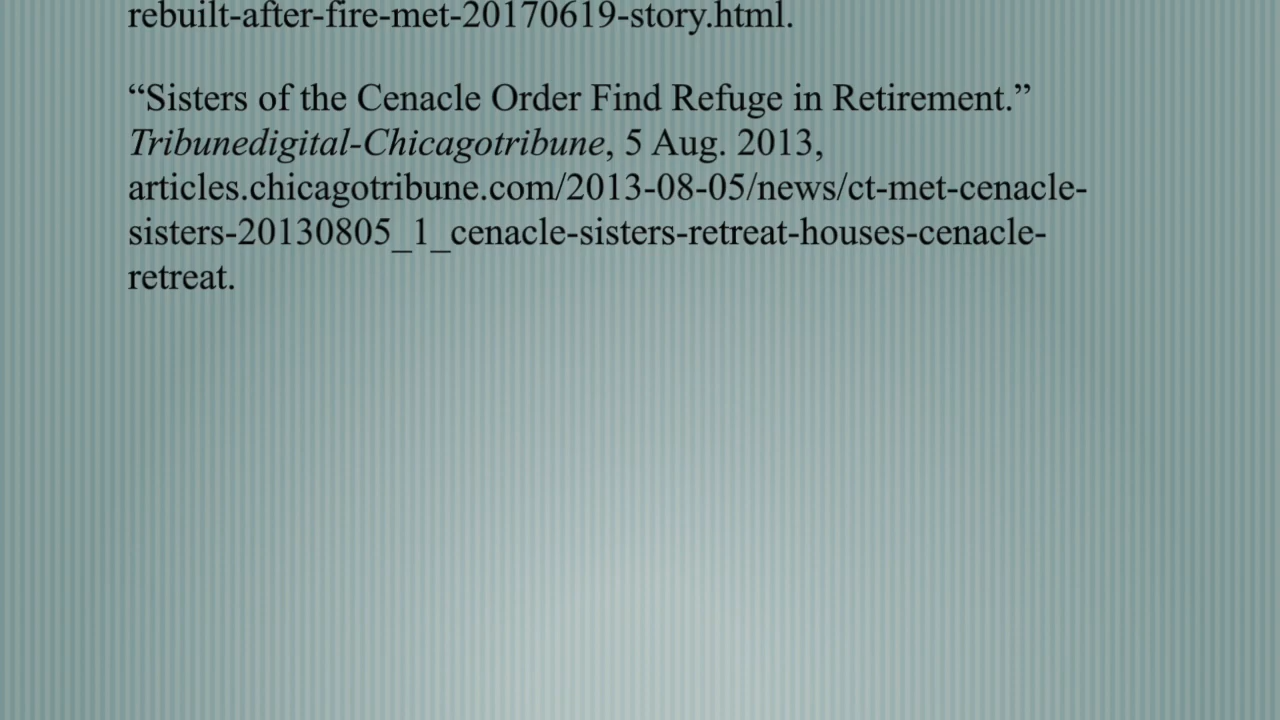 rebuilt-after-fire-met-20170619-story.html.
“Sisters of the Cenacle Order Find Refuge in Retirement.”
Tribunedigital-Chicagotribune, 5 Aug. 2013,
articles.chicagotribune.com/2013-08-05/news/ct-met-cenacle-
sisters-20130805_1_cenacle-sisters-retreat-houses-cenacle-
retreat.